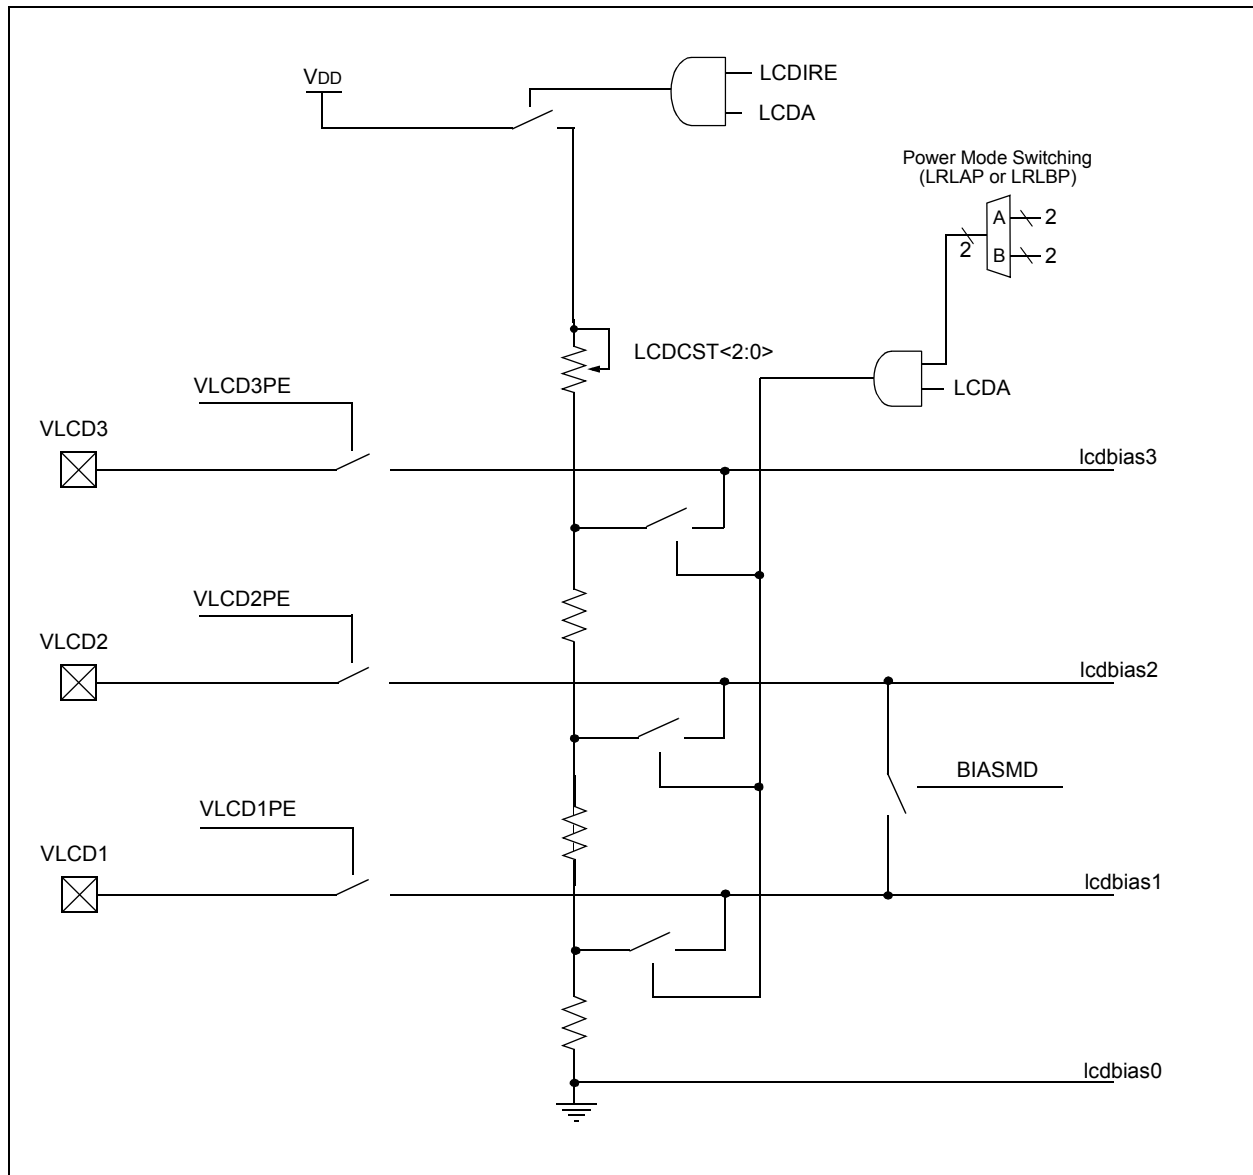 VDD
LCDIRE
LCDA
Power Mode Switching
(LRLAP or LRLBP)
A
2
2
B
2
LCDCST<2:0>
LCDA
VLCD3PE
VLCD3
lcdbias3
VLCD2PE
VLCD2
lcdbias2
BIASMD
VLCD1PE
VLCD1
lcdbias1
lcdbias0